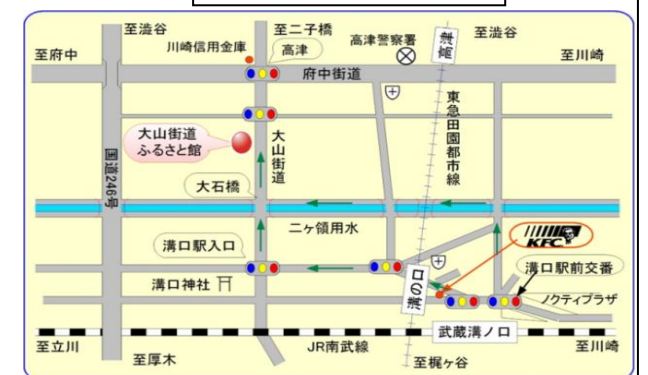 至澁谷
至二子橋
川崎信用金庫
高津
高津警察署
高津
至澁谷
至府中
府中街道
至川崎
東急田園都市線
大山街道
ふるさと館
大山街道
国道246号
大石橋
二ヶ領用水
KFC
溝口駅入口
溝口駅前交番
溝の口
溝口神社
ノクティプラザ
武蔵溝ノ口
至立川
至厚木
JR南武線
至梶ヶ谷
至川崎